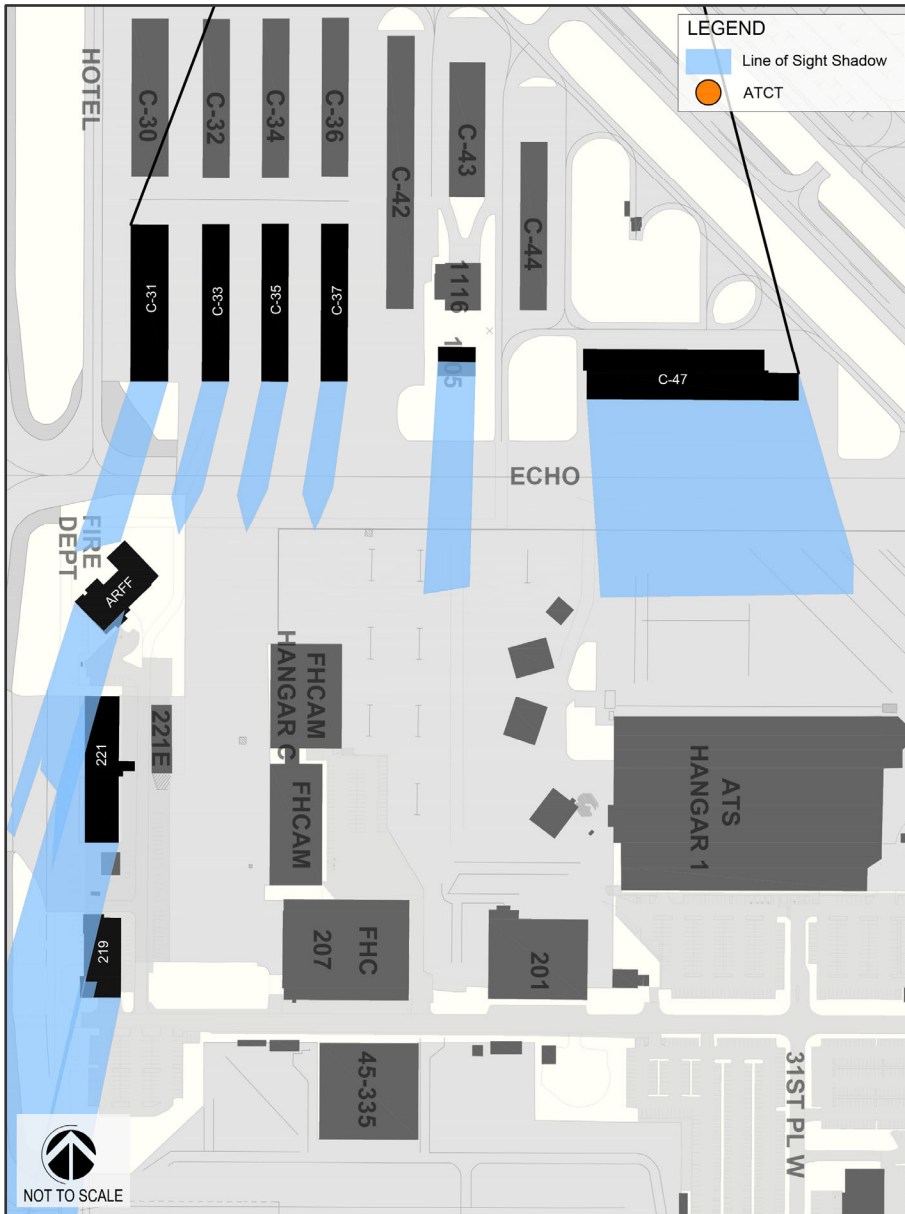 LEGEND
Line of Sight Shadow
ATCT
HOTEL
C-30
C-32
C-34
C-36
C-42
C-43
C-44
C-31
C-33
C-35
C-37
1116
1105
C-47
ECHO
FIRE
DEPT
ARFF
221
221E
FHCAM
HANGAR C
FHCAM
ATS
HANGAR 1
219
FHC
207
201
45-335
31ST PL W
NOT TO SCALE